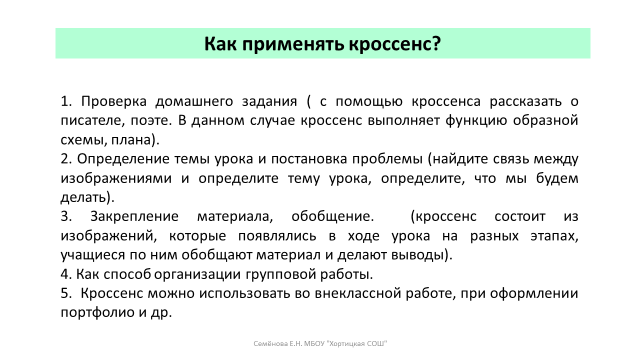 Как применять кроссенс?
1. Проверка домашнего задания ( с помощью кроссенса рассказать о
писателе, поэте. В данном случае кроссенс выполняет функцию образной
схемы, плана).
2. Определение темы урока и постановка проблемы (найдите связь между
изображениями и определите тему урока, определите, что мы будем
делать).
3. Закрепление материала, обобщение. (кроссенс состоит из
изображений, которые появлялись в ходе урока на разных этапах,
учащиеся по ним обобщают материал и делают выводы).
4. Как способ организации групповой работы.
5. Кроссенс можно использовать во внеклассной работе, при оформлении
портфолио и др.
Семёнова Е.Н. МБОУ "Хортицкая СОШ"